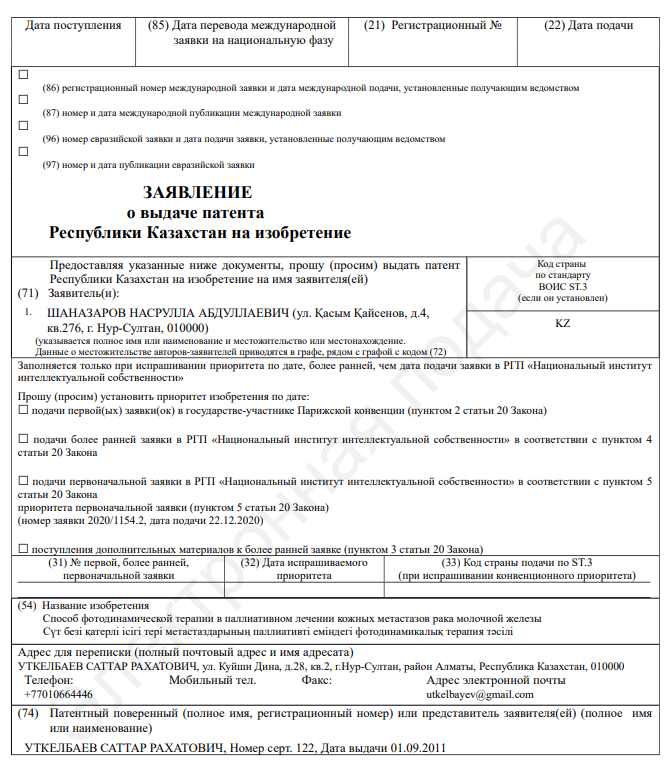 Дата поступления
(85) Дата перевода международной
заявки на национальную фазу
(21) Регистрационный №
(22) Дата подачи
☐
(86) регистрационный номер международной заявки и дата международной подачи, установленные получающим ведомством
☐
(87) номер и дата международной публикации международной заявки
☐
(96) номер евразийской заявки и дата подачи заявки, установленные получающим ведомством
☐
(97) номер и дата публикации евразийской заявки
ЗАЯВЛЕНИЕ
о выдаче патента
Республики Казахстан на изобретение
Предоставляя указанные ниже документы, прошу (просим) выдать патент
Республики Казахстан на изобретение на имя заявителя(ей)
(71) Заявитель(и):
1. ШАНАЗАРОВ НАСРУЛЛА АБДУЛЛАЕВИЧ (ул. Қасым Қайсенов, д.4,
кв.276, г. Нур-Султан, 010000)
(указывается полное имя или наименование и местожительство или местонахождение.
Данные о местожительстве авторов-заявителей приводятся в графе, рядом с графой с кодом (72)
Код страны
по стандарту
ВОИС ST.3
(если он установлен)
KZ
Заполняется только при испрашивании приоритета по дате, более ранней, чем дата подачи заявки в РГП «Национальный институт
интеллектуальной собственности»
Прошу (просим) установить приоритет изобретения по дате:
☐ подачи первой(ых) заявки(ок) в государстве-участнике Парижской конвенции (пунктом 2 статьи 20 Закона)
☐ подачи более ранней заявки в РГП «Национальный институт интеллектуальной собственности» в соответствии с пунктом 4
статьи 20 Закона
☐ подачи первоначальной заявки в РГП «Национальный институт интеллектуальной собственности» в соответствии с пунктом 5
статьи 20 Закона
приоритета первоначальной заявки (пунктом 5 статьи 20 Закона)
(номер заявки 2020/1154.2, дата подачи 22.12.2020)
☐ поступления дополнительных материалов к более ранней заявке (пунктом 3 статьи 20 Закона)
(31) № первой, более ранней,
первоначальной заявки
(32) Дата испрашиваемого
приоритета
(33) Код страны подачи по ST.3
(при испрашивании конвенционного приоритета)
(54) Название изобретения
Способ фотодинамической терапии в паллиативном лечении кожных метастазов рака молочной железы
Сүт безі қатерлі ісігі тері метастаздарының паллиативті еміндегі фотодинамикалық терапия тәсілі
Адрес для переписки (полный почтовый адрес и имя адресата)
УТКЕЛБАЕВ САТТАР РАХАТОВИЧ, ул. Куйши Дина, д.28, кв.2, г.Нур-Султан, район Алматы, Республика Казахстан, 010000
Телефон: Мобильный тел. Факс: Адрес электронной почты
+77010664446 utkelbayev@gmail.com
(74) Патентный поверенный (полное имя, регистрационный номер) или представитель заявителя(ей) (полное имя
или наименование)
УТКЕЛБАЕВ САТТАР РАХАТОВИЧ, Номер серт. 122, Дата выдачи 01.09.2011
электронная подача